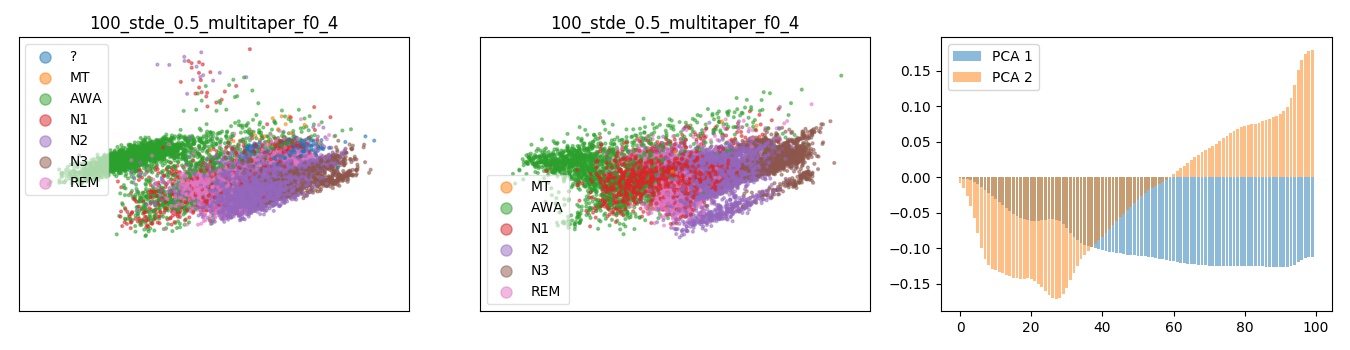 100_stde_0.5_multitaper_f0_4
?
MT
AWA
N1
N2
N3
REM
100_stde_0.5_multitaper_f0_4
MT
AWA
N1
N2
N3
REM
PCA 1
PCA 2
0.15
0.10
0.05
0.00
−0.05
−0.10
−0.15
0 20 40 60 80 100